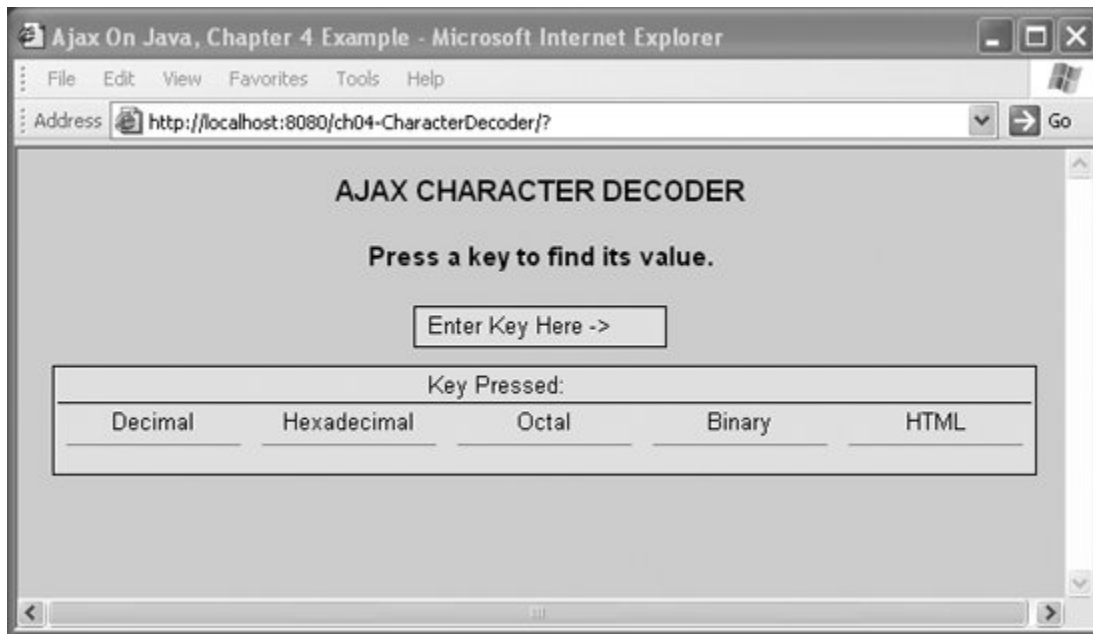 Ajax On Java, Chapter 4 Example - Microsoft Internet Explorer
File Edit View Favorites Tools Help
Address http://localhost:8080/ch04-CharacterDecoder/? Go
AJAX CHARACTER DECODER
Press a key to find its value.
Enter Key Here ->
Key Pressed:
Decimal Hexadecimal Octal Binary HTML